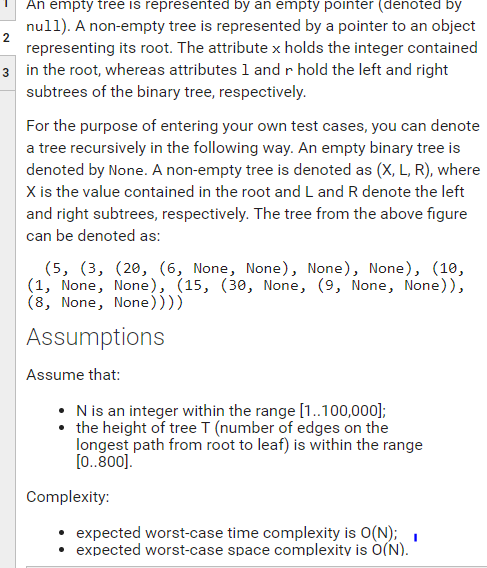 1
An empty tree is represented by an empty pointer (denoted by
2
null). A non-empty tree is represented by a pointer to an object
representing its root. The attribute x holds the integer contained
3
in the root, whereas attributes l and r hold the left and right
subtrees of the binary tree, respectively.
For the purpose of entering your own test cases, you can denote
a tree recursively in the following way. An empty binary tree is
denoted by None. A non-empty tree is denoted as (X, L, R), where
X is the value contained in the root and L and R denote the left
and right subtrees, respectively. The tree from the above figure
can be denoted as:
(5, (3, (20, (6, None, None), None), None), (10,
(1, None, None), (15, (30, None, (9, None, None)),
(8, None, None))))
Assumptions
Assume that:
• N is an integer within the range [1..100,000];
• the height of tree T (number of edges on the
longest path from root to leaf) is within the range
[0..800].
Complexity:
• expected worst-case time complexity is O(N);
• expected worst-case space complexity is O(N).